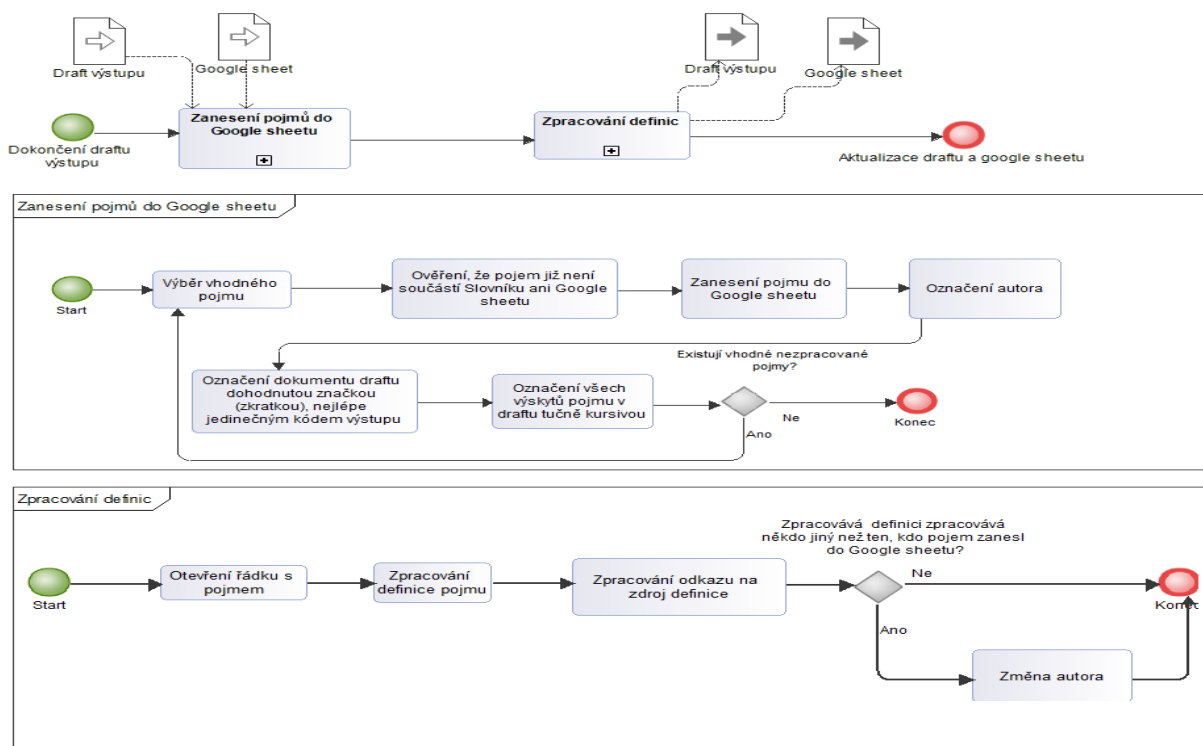 Draft výstupu
Google sheet
Draft výstupu
Google sheet
Dokončení draftu
výstupu
Zanesení pojmů do
Google sheetu
Zpracování definic
Aktualizace draftu a google sheetu
Zanesení pojmů do Google sheetu
Start
Výběr vhodného
pojmu
Ověření, že pojem již není
součástí Slovníku ani Google
sheetu
Zanesení pojmu do
Google sheetu
Označení autora
Označení dokumentu draftu
dohodnutou značkou
(zkratkou), nejlépe
jedinečným kódem výstupu
Označení všech
výskytů pojmu v
draftu tučně kursivou
Existují vhodné nezpracované
pojmy?
Ne
Ano
Konec
Zpracování definic
Start
Otevření řádku s
pojmem
Zpracování
definice pojmu
Zpracování odkazu na
zdroj definice
Zpracovává definici zpracovává
někdo jiný než ten, kdo pojem zanesl
do Google sheetu?
Ne
Ano
Změna autora
Konec